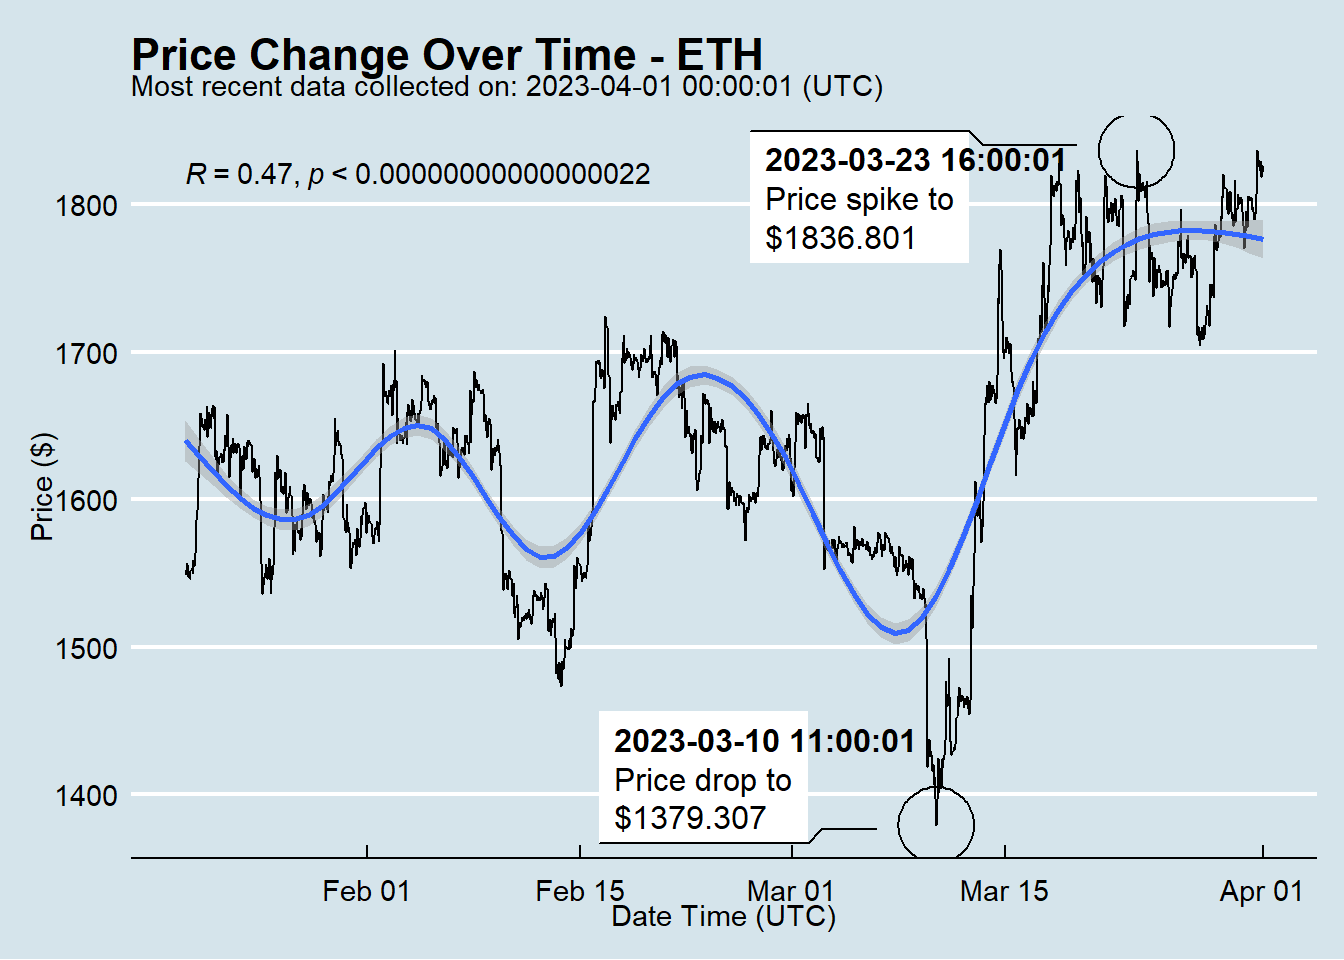 Price Change Over Time - ETH
Most recent data collected on: 2023-04-01 00:00:01 (UTC)
R = 0.47, p < 0.00000000000000022
2023-03-23 16:00:01
Price spike to
$1836.801
1800
1700
1600
1500
1400
Price ($)
2023-03-10 11:00:01
Price drop to
$1379.307
Feb 01 Feb 15 Mar 01 Mar 15 Apr 01
Date Time (UTC)